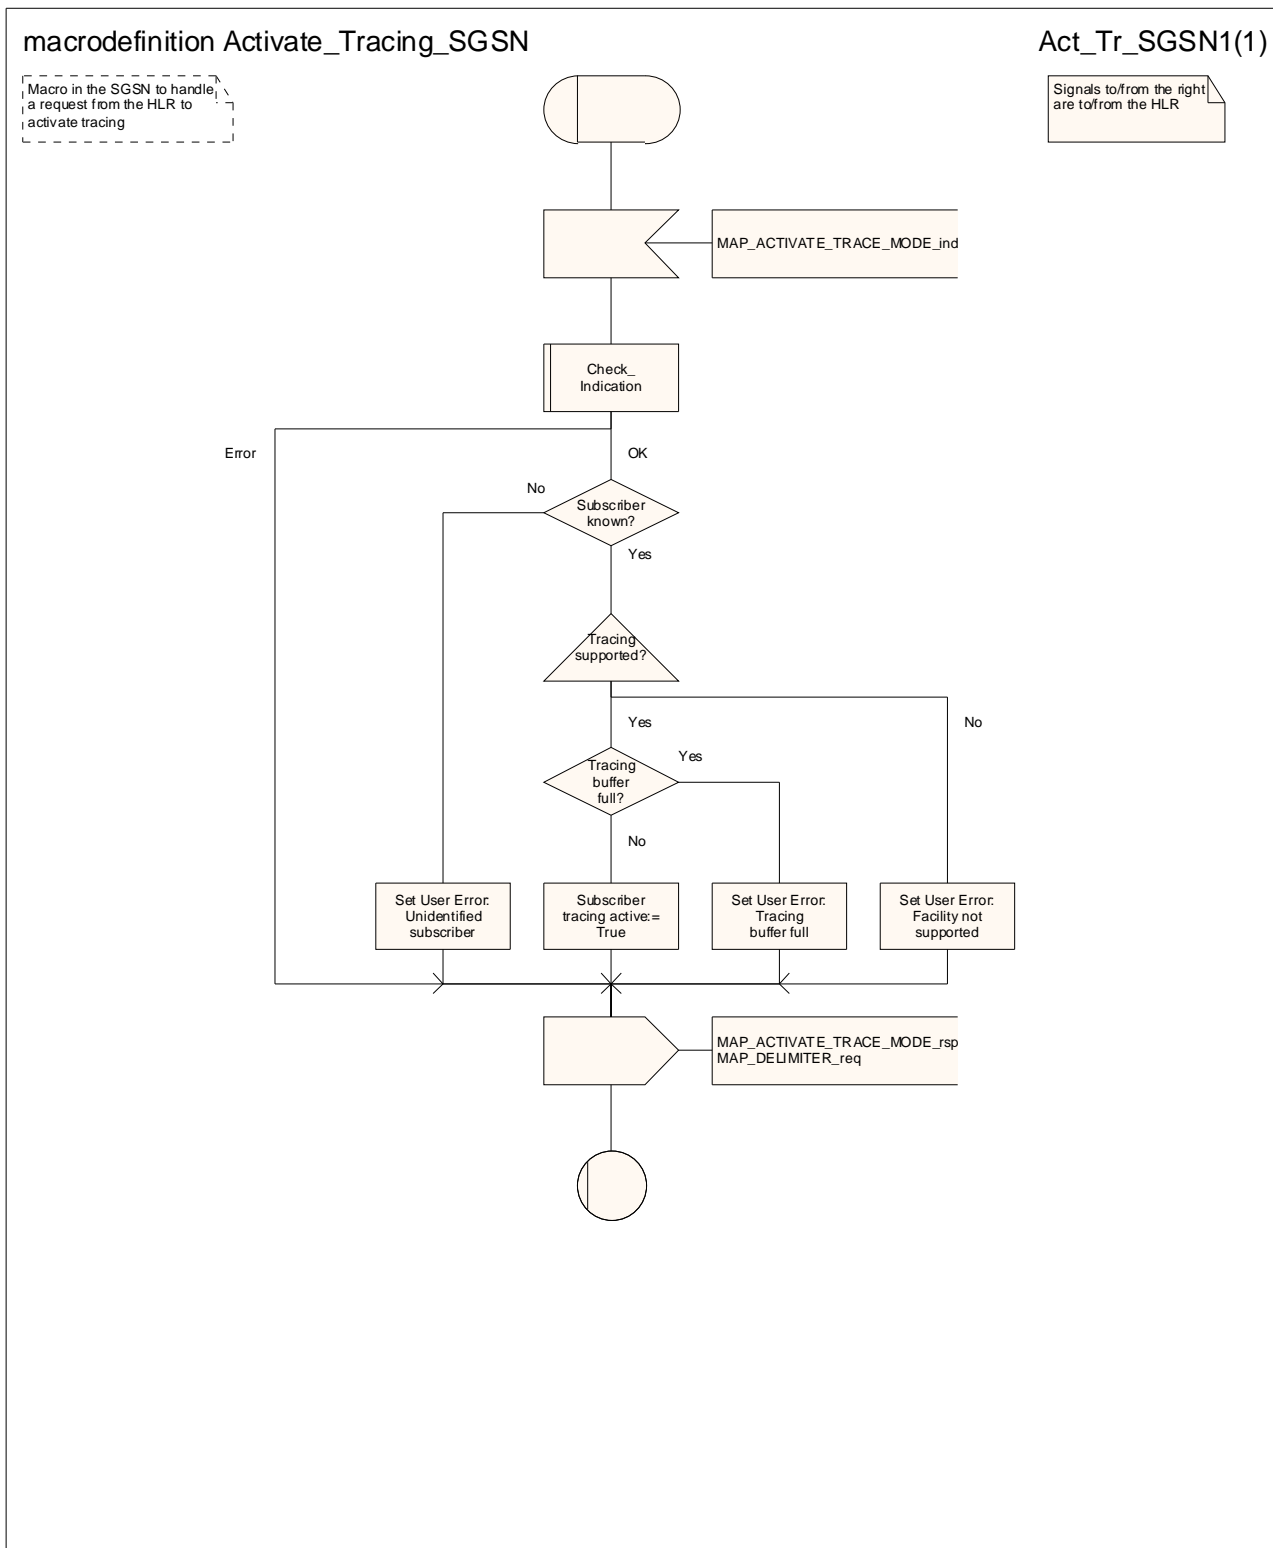 macrodefinition Activate_Tracing_SGSN
Act_Tr_SGSN1(1)
Macro in the SGSN to handle
a request from the HLR to
activate tracing
Signals to/from the right
are to/from the HLR
MAP_ACTIVATE_TRACE_MODE_ind
Check_
Indication
Error
OK
No
Subscriber
known?
Yes
Tracing
supported?
Yes
No
Yes
Tracing
buffer
full?
No
Set User Error:
Unidentified
subscriber
Subscriber
tracing active:=
True
Set User Error:
Tracing
buffer full
Set User Error:
Facility not
supported
MAP_ACTIVATE_TRACE_MODE_rsp
MAP_DELIMITER_req